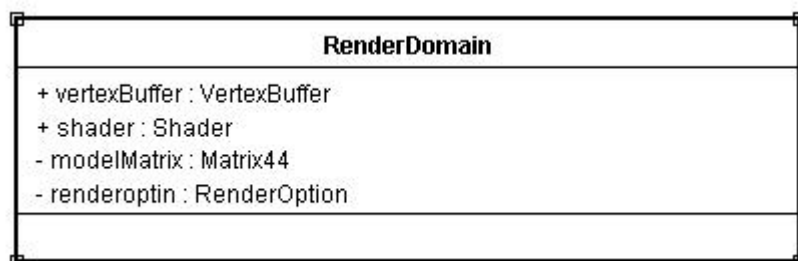 RenderDomain
+ vertexBuffer : VertexBuffer
+ shader : Shader
- modelMatrix : Matrix44
- renderoptin : RenderOption